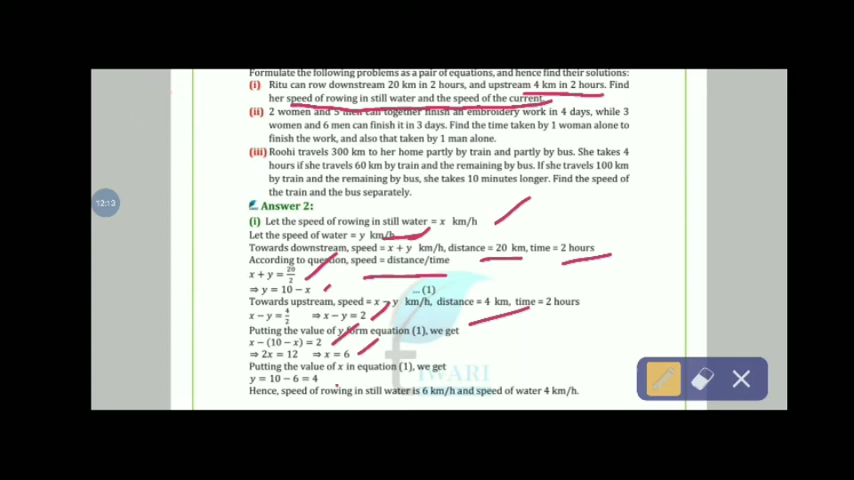 Formulate the following problems as a pair of equations, and hence find their solutions:
(i) Ritu can row downstream 20 km in 2 hours, and upstream 4 km in 2 hours. Find
her speed of rowing in still water and the speed of the current.
(ii) 2 women and 5 men can together finish an embroidery work in 4 days, while 3
women and 6 men can finish it in 3 days. Find the time taken by 1 woman alone to
finish the work, and also that taken by 1 man alone.
(iii) Roohi travels 300 km to her home partly by train and partly by bus. She takes 4
hours if she travels 60 km by train and the remaining by bus. If she travels 100 km
by train and the remaining by bus, she takes 10 minutes longer. Find the speed of
the train and the bus separately.
12:13
Answer 2:
(i) Let the speed of rowing in still water = x km/h
Let the speed of water = y km/h
Towards downstream, speed = x + y km/h, distance = 20 km, time = 2 hours
According to question, speed = distance/time
x + y = 20/2
⇒ y = 10 − x ... (1)
Towards upstream, speed = x − y km/h, distance = 4 km, time = 2 hours
x − y = 4/2 ⇒ x − y = 2
Putting the value of y form equation (1), we get
x − (10 − x) = 2
⇒ 2x = 12 ⇒ x = 6
Putting the value of x in equation (1), we get
y = 10 − 6 = 4
Hence, speed of rowing in still water is 6 km/h and speed of water 4 km/h.
TIWARI